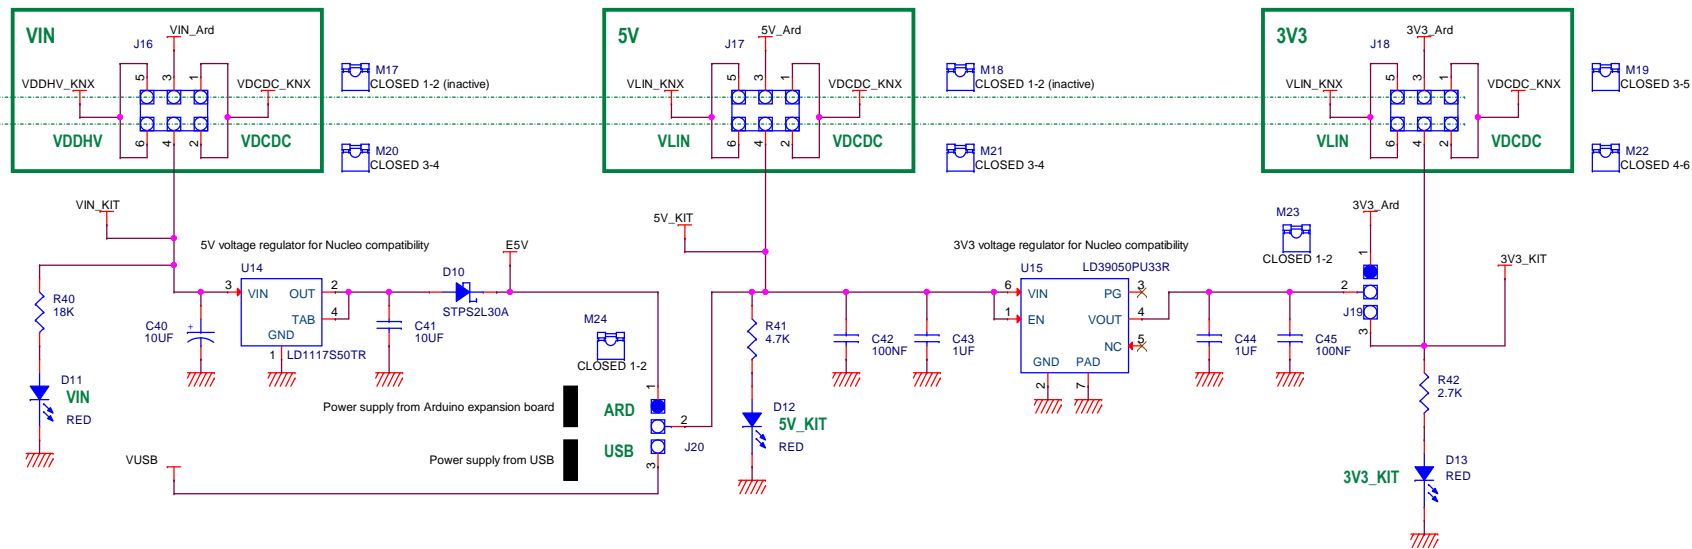 VIN
VIN_Ard
J16
VDDHV_KNX
VDCDC_KNX
5
3
1
6
4
2
VDDHV
VDCDC
M17
CLOSED 1-2 (inactive)
M20
CLOSED 3-4
5V
5V_Ard
J17
VLIN_KNX
VDCDC_KNX
5
3
1
6
4
2
VLIN
VDCDC
M18
CLOSED 1-2 (inactive)
M21
CLOSED 3-4
3V3
3V3_Ard
J18
VLIN_KNX
VDCDC_KNX
5
3
1
6
4
2
VLIN
VDCDC
M19
CLOSED 3-5
M22
CLOSED 4-6
VIN_KIT
5V voltage regulator for Nucleo compatibility
E5V
U14
3
VIN
OUT
2
TAB
4
GND
1
LD1117S50TR
D10
STPS2L30A
R40
18K
C40
10UF
+
C41
10UF
D11
VIN
RED
M24
CLOSED 1-2
Power supply from Arduino expansion board
ARD
1
2
USB
J20
3
Power supply from USB
VUSB
5V_KIT
R41
4.7K
D12
5V_KIT
RED
C42
100NF
C43
1UF
3V3 voltage regulator for Nucleo compatibility
U15
LD39050PU33R
6
VIN
PG
3
1
EN
VOUT
4
NC
5
GND
PAD
2
7
C44
1UF
C45
100NF
M23
CLOSED 1-2
3V3_Ard
1
2
J19
3
3V3_KIT
R42
2.7K
D13
RED
3V3_KIT